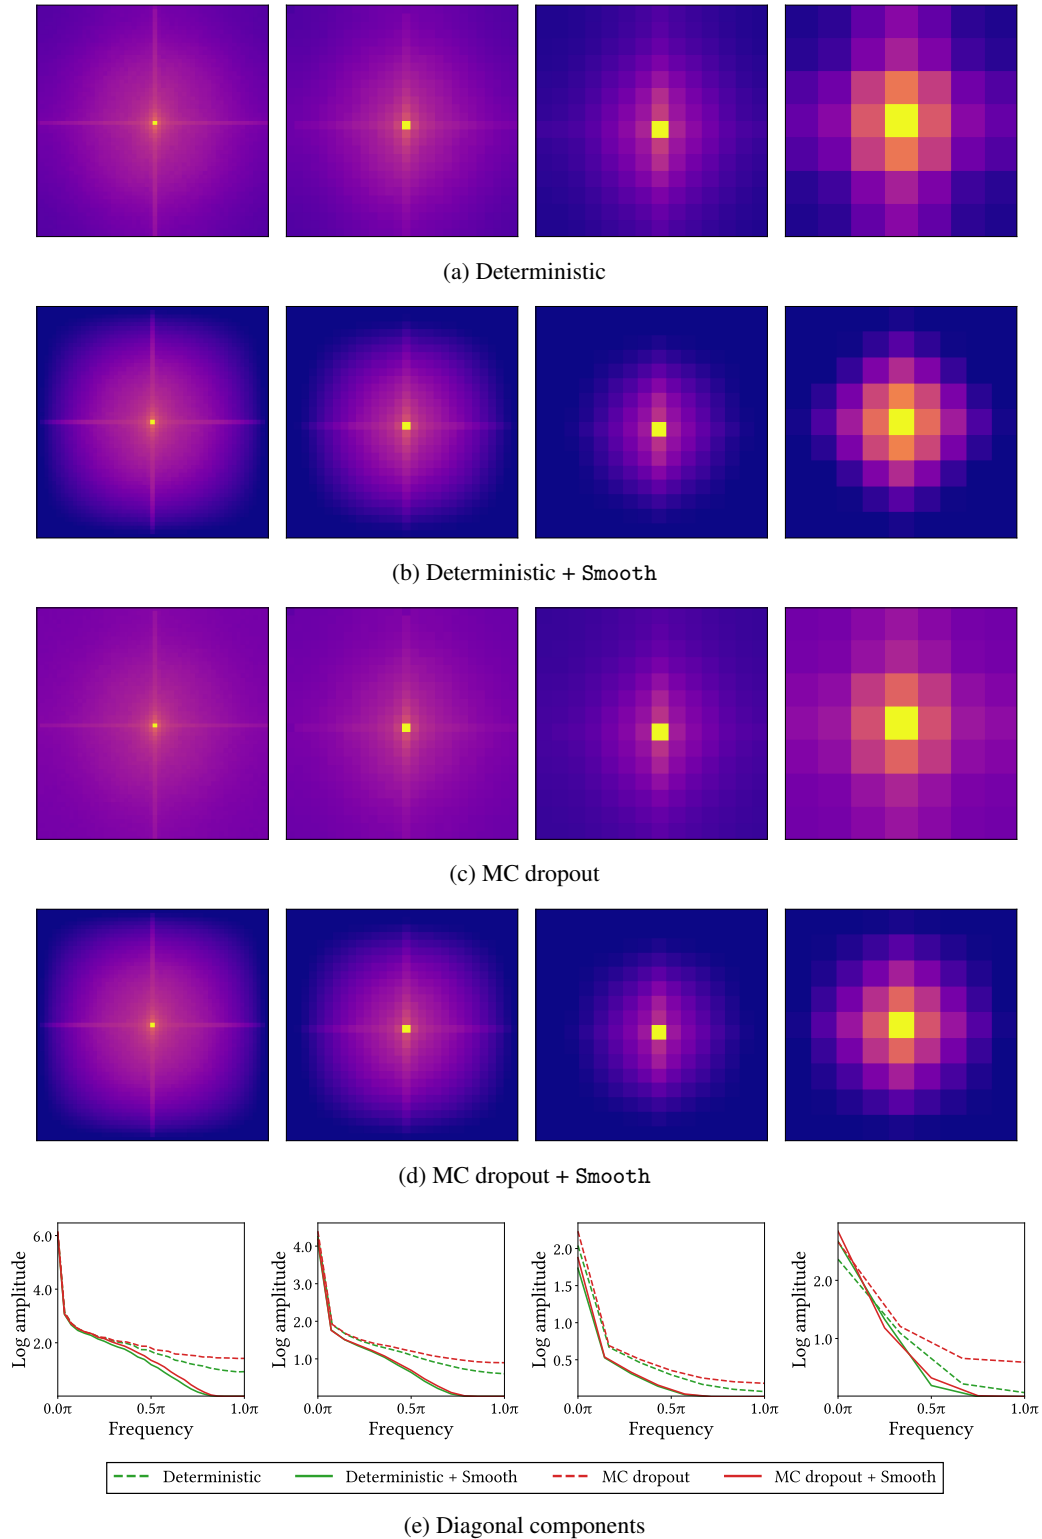 (a) Deterministic
(b) Deterministic + Smooth
(c) MC dropout
(d) MC dropout + Smooth
6.0
4.0
2.0
Log amplitude
0.0π 0.5π 1.0π
Frequency
4.0
3.0
2.0
1.0
Log amplitude
0.0π 0.5π 1.0π
Frequency
2.0
1.5
1.0
0.5
Log amplitude
0.0π 0.5π 1.0π
Frequency
2.0
1.0
Log amplitude
0.0π 0.5π 1.0π
Frequency
Deterministic Deterministic + Smooth MC dropout MC dropout + Smooth
(e) Diagonal components